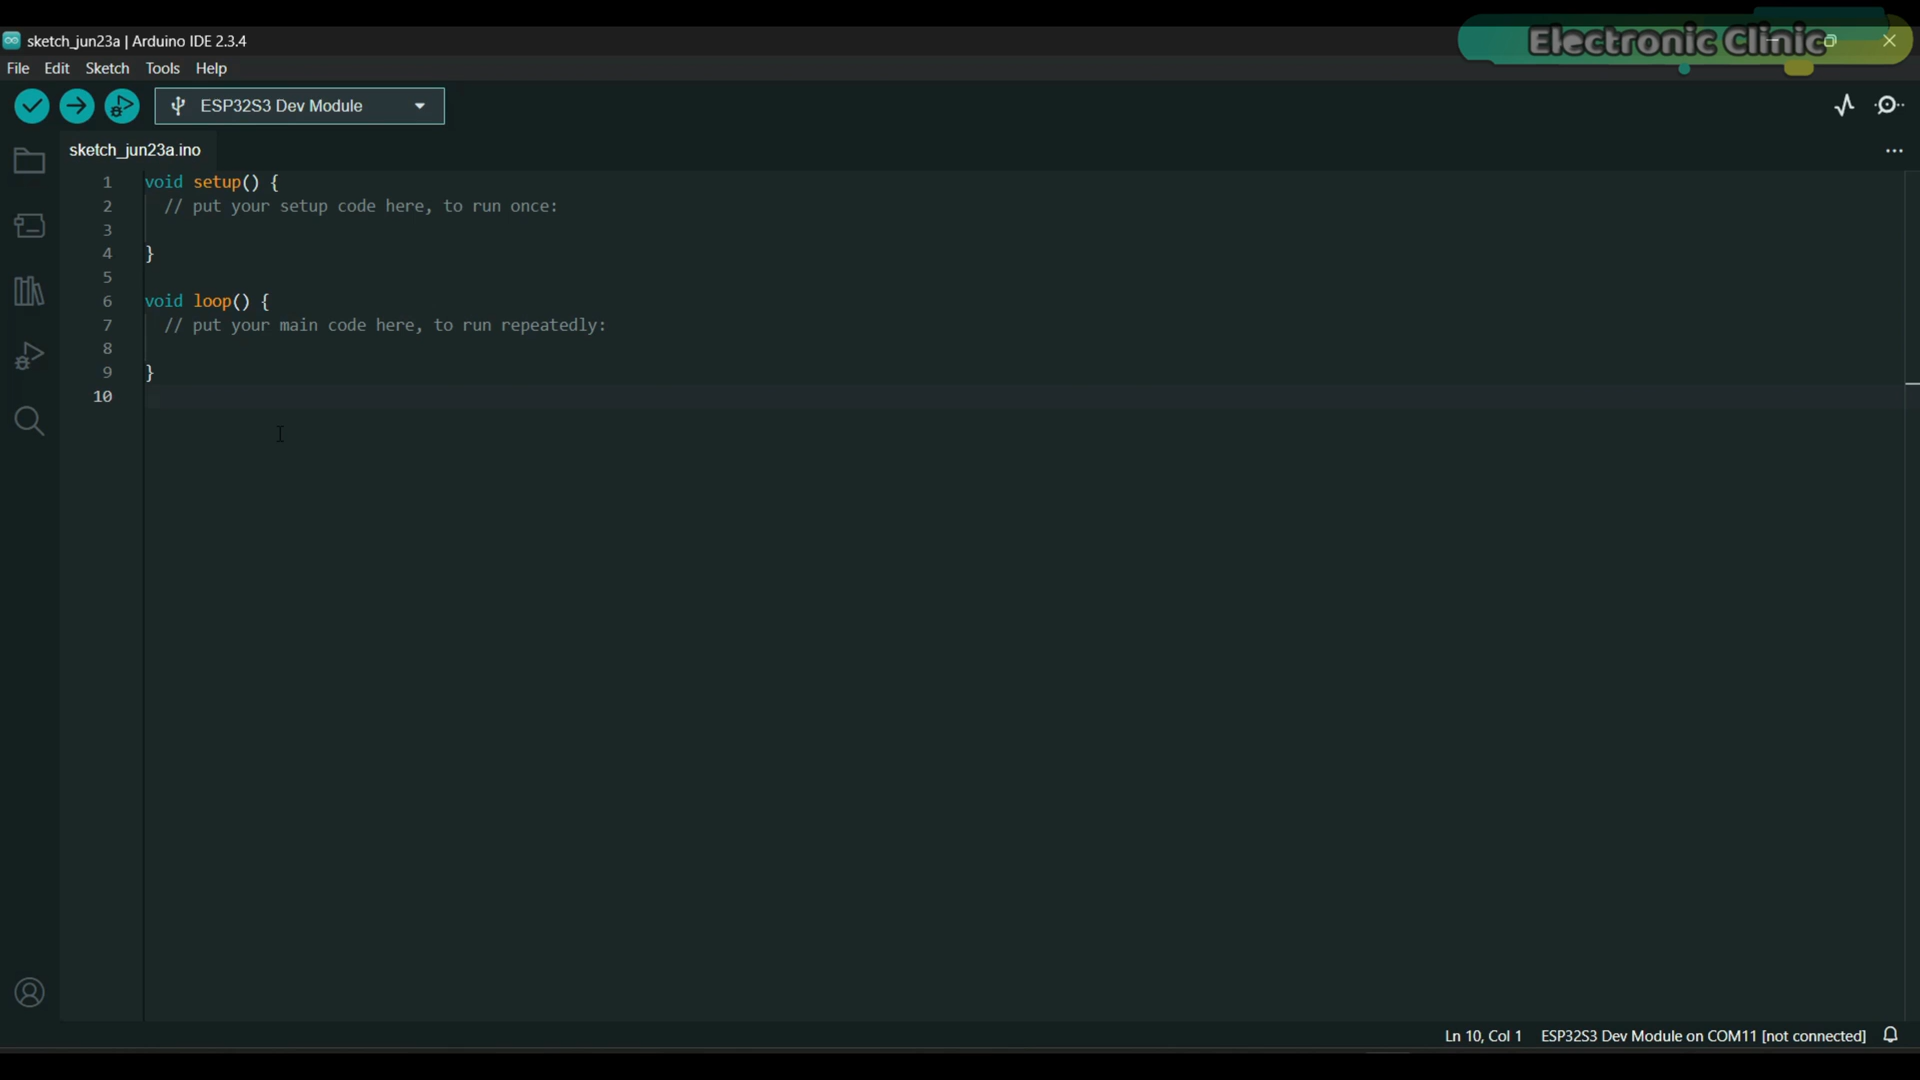 Electronic Clinic
sketch_jun23a | Arduino IDE 2.3.4
File Edit Sketch Tools Help
ESP32S3 Dev Module
sketch_jun23a.ino
1 void setup() {
2 // put your setup code here, to run once:
3
4 }
5
6 void loop() {
7 // put your main code here, to run repeatedly:
8
9 }
10
Ln 10, Col 1 ESP32S3 Dev Module on COM11 [not connected]